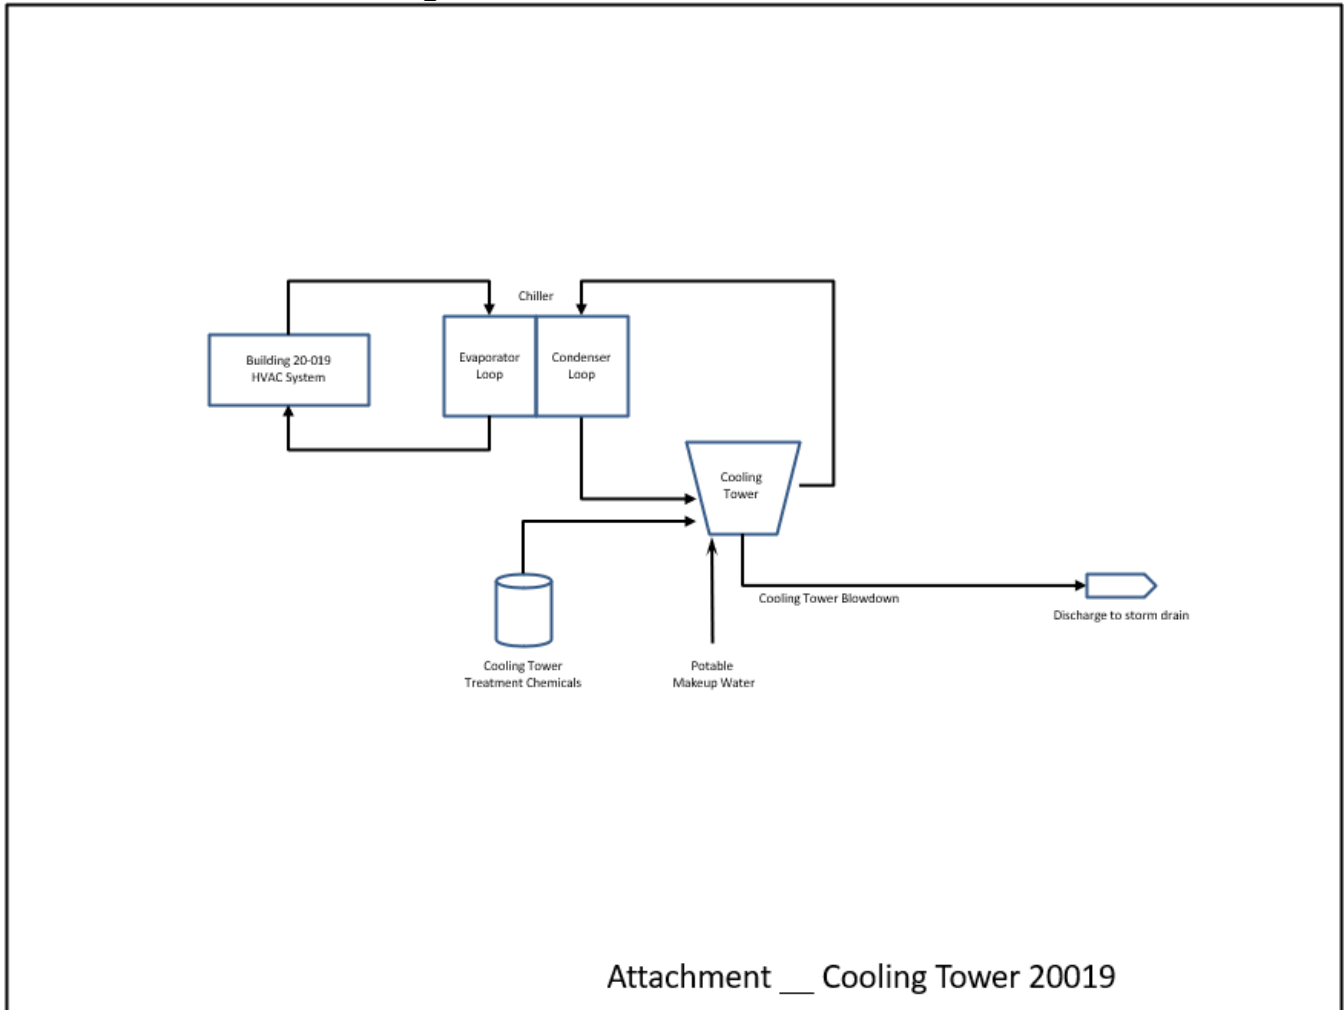 Chiller
Building 20-019
HVAC System
Evaporator
Loop
Condenser
Loop
Cooling
Tower
Cooling Tower Blowdown
Discharge to storm drain
Cooling Tower
Treatment Chemicals
Potable
Makeup Water
Attachment __ Cooling Tower 20019